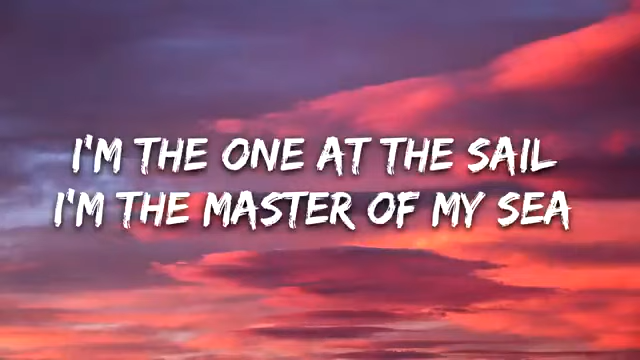 I'M THE ONE AT THE SAIL
I'M THE MASTER OF MY SEA